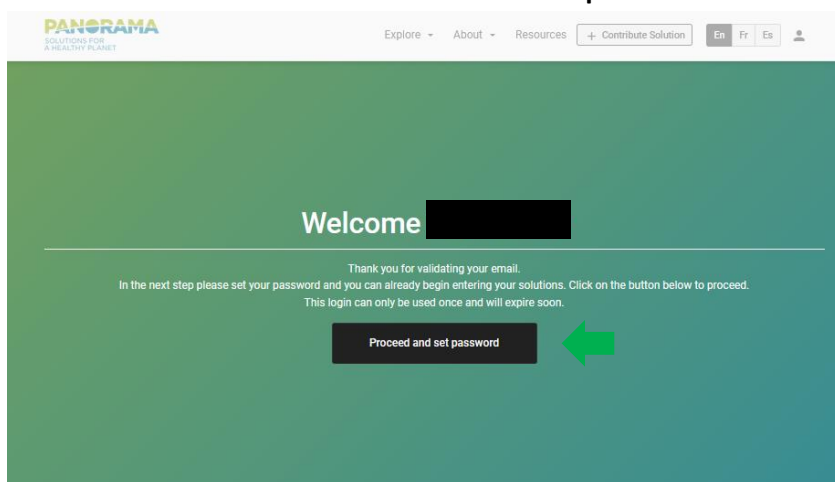 PANORAMA
SOLUTIONS FOR
A HEALTHY PLANET
Explore About Resources + Contribute Solution En Fr Es
Welcome
Thank you for validating your email.
In the next step please set your password and you can already begin entering your solutions. Click on the button below to proceed.
This login can only be used once and will expire soon.
Proceed and set password